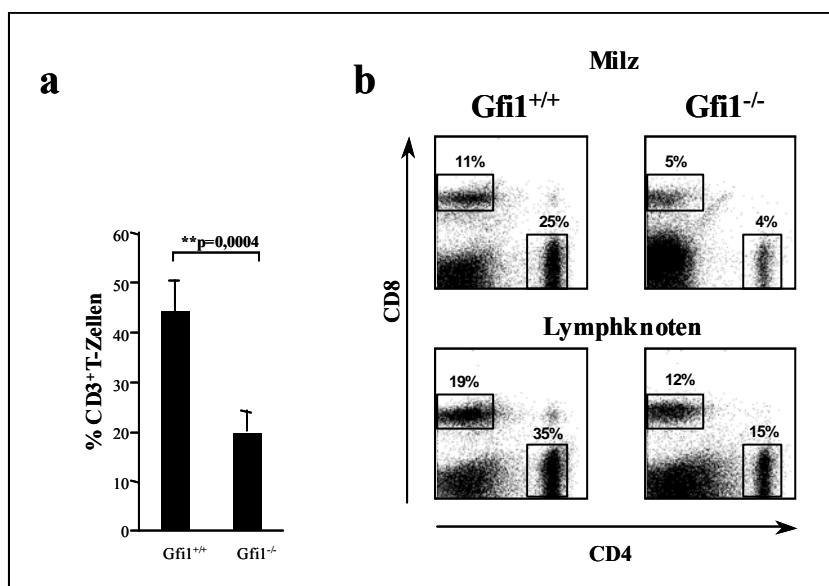 a
**p=0,0004
% CD3⁺T-Zellen
60
50
40
30
20
10
0
Gfi1⁺/⁺
Gfi1⁻/⁻
b
Milz
Gfi1⁺/⁺
Gfi1⁻/⁻
11%
25%
5%
4%
CD8
Lymphknoten
19%
35%
12%
15%
CD4